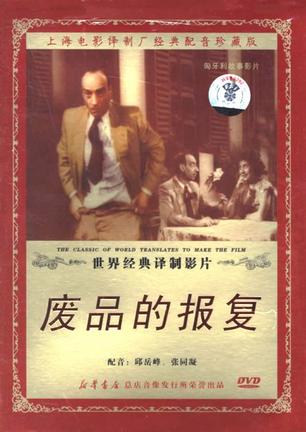 上海电影译制厂经典配音珍藏版
匈牙利故事影片
THE CLASSIC OF WORLD TRANSLATES TO MAKE THE FILM
世界经典译制影片
废品的报复
配音：邱岳峰、张同凝
新华书店 总店音像发行所荣誉出品
DVD